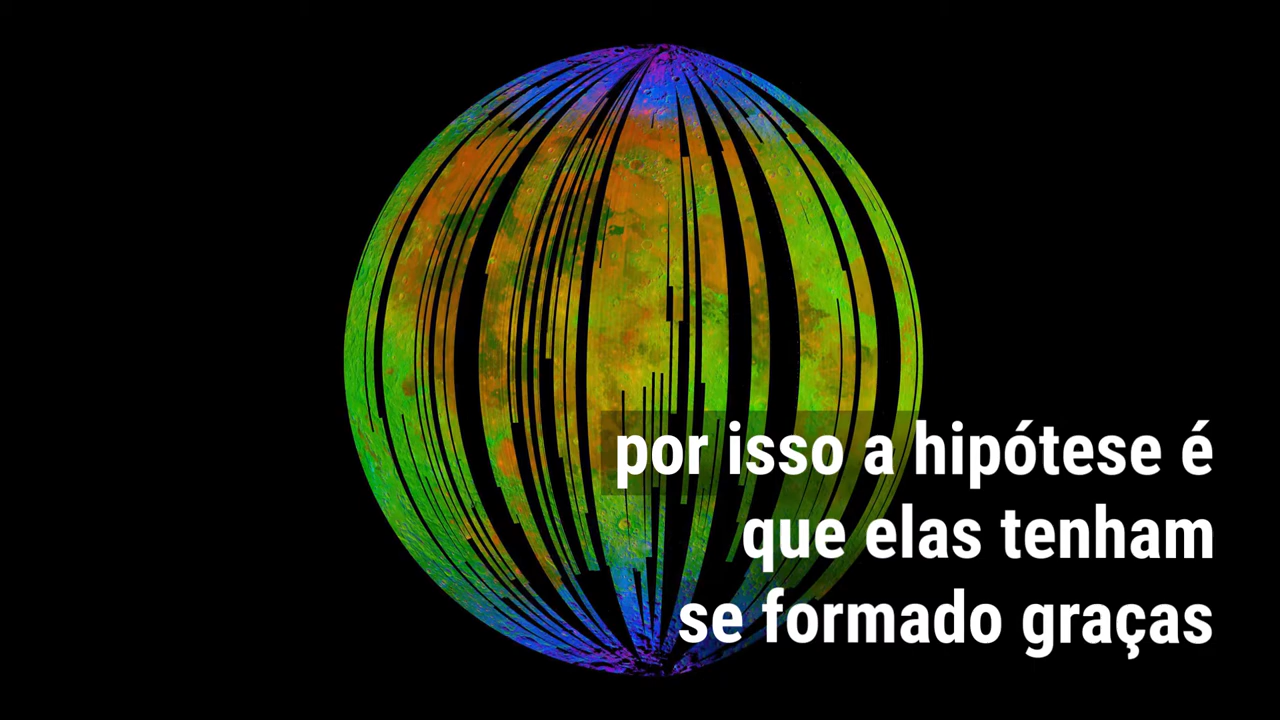 por isso a hipótese é
que elas tenham
se formado graças